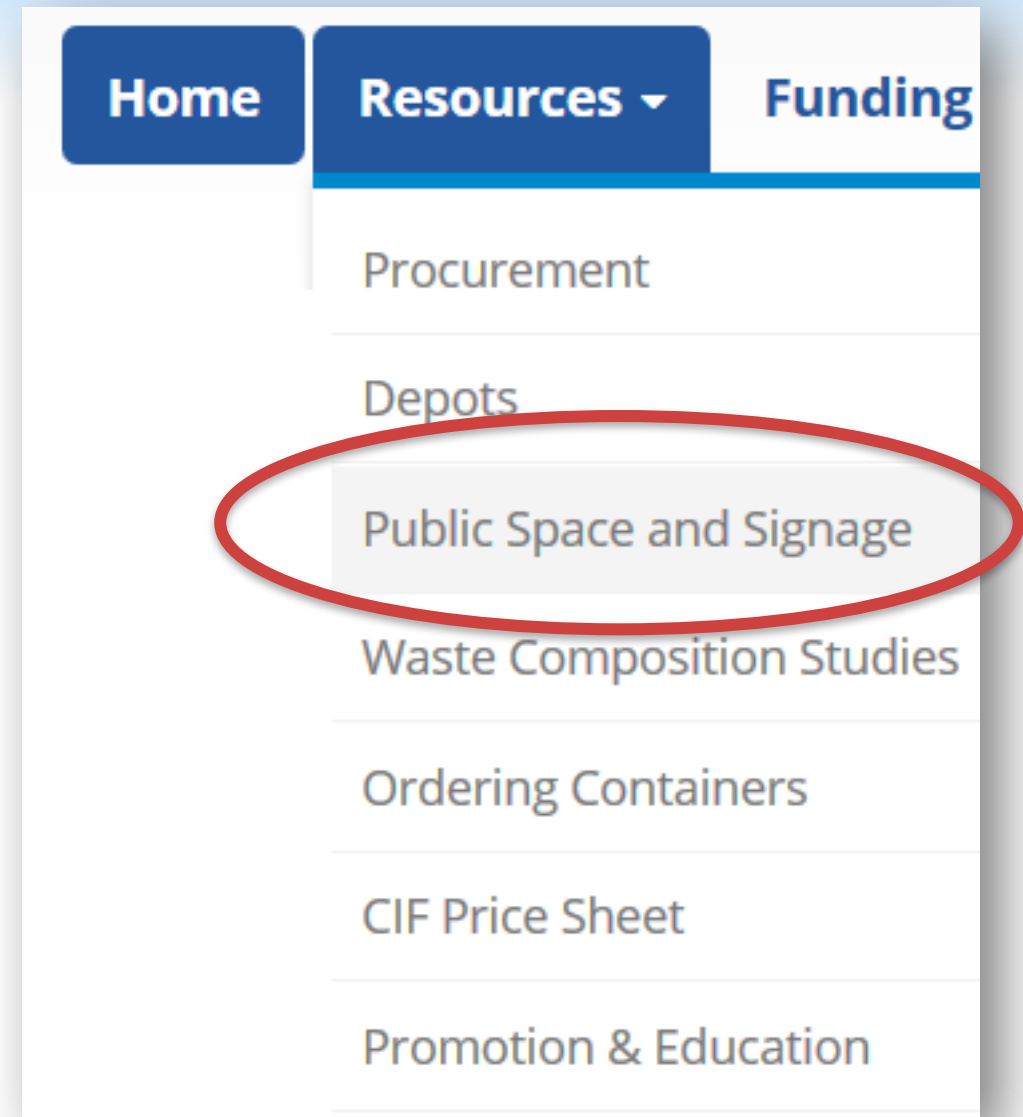 Home Resources Funding
Procurement
Depots
Public Space and Signage
Waste Composition Studies
Ordering Containers
CIF Price Sheet
Promotion & Education